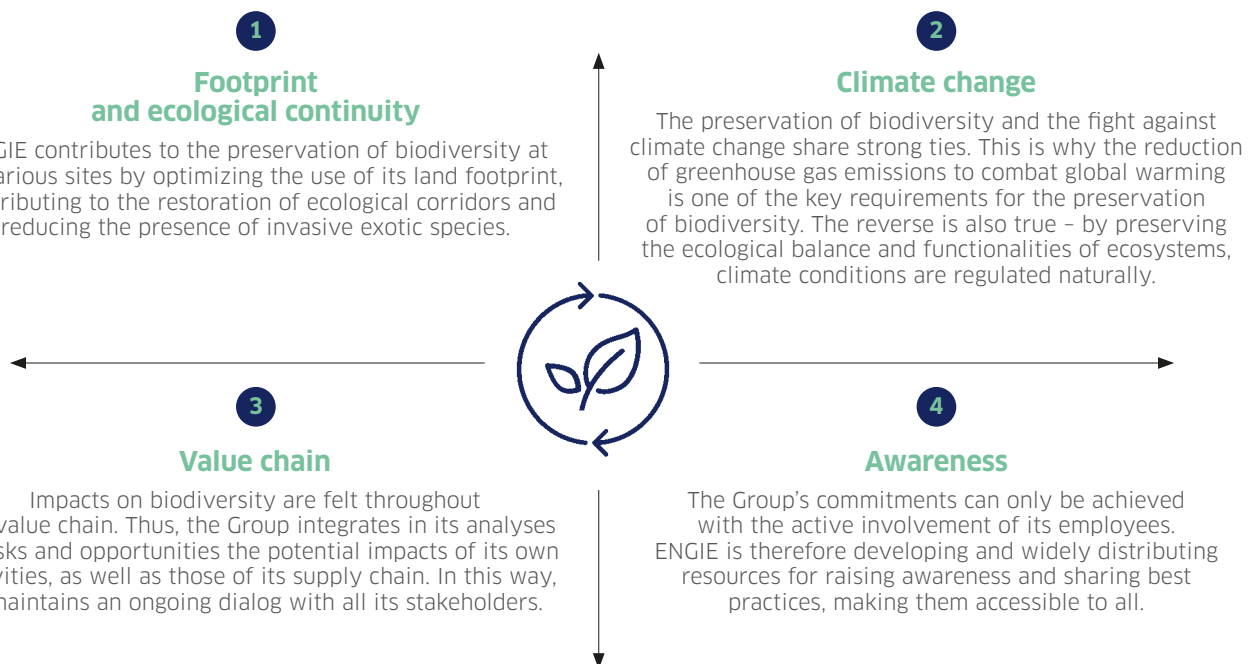 1
Footprint
and ecological continuity
GIE contributes to the preservation of biodiversity at
arious sites by optimizing the use of its land footprint,
tributing to the restoration of ecological corridors and
reducing the presence of invasive exotic species.
2
Climate change
The preservation of biodiversity and the fight against
climate change share strong ties. This is why the reduction
of greenhouse gas emissions to combat global warming
is one of the key requirements for the preservation
of biodiversity. The reverse is also true – by preserving
the ecological balance and functionalities of ecosystems,
climate conditions are regulated naturally.
3
Value chain
Impacts on biodiversity are felt throughout
value chain. Thus, the Group integrates in its analyses
sks and opportunities the potential impacts of its own
vities, as well as those of its supply chain. In this way,
naintains an ongoing dialog with all its stakeholders.
4
Awareness
The Group's commitments can only be achieved
with the active involvement of its employees.
ENGIE is therefore developing and widely distributing
resources for raising awareness and sharing best
practices, making them accessible to all.